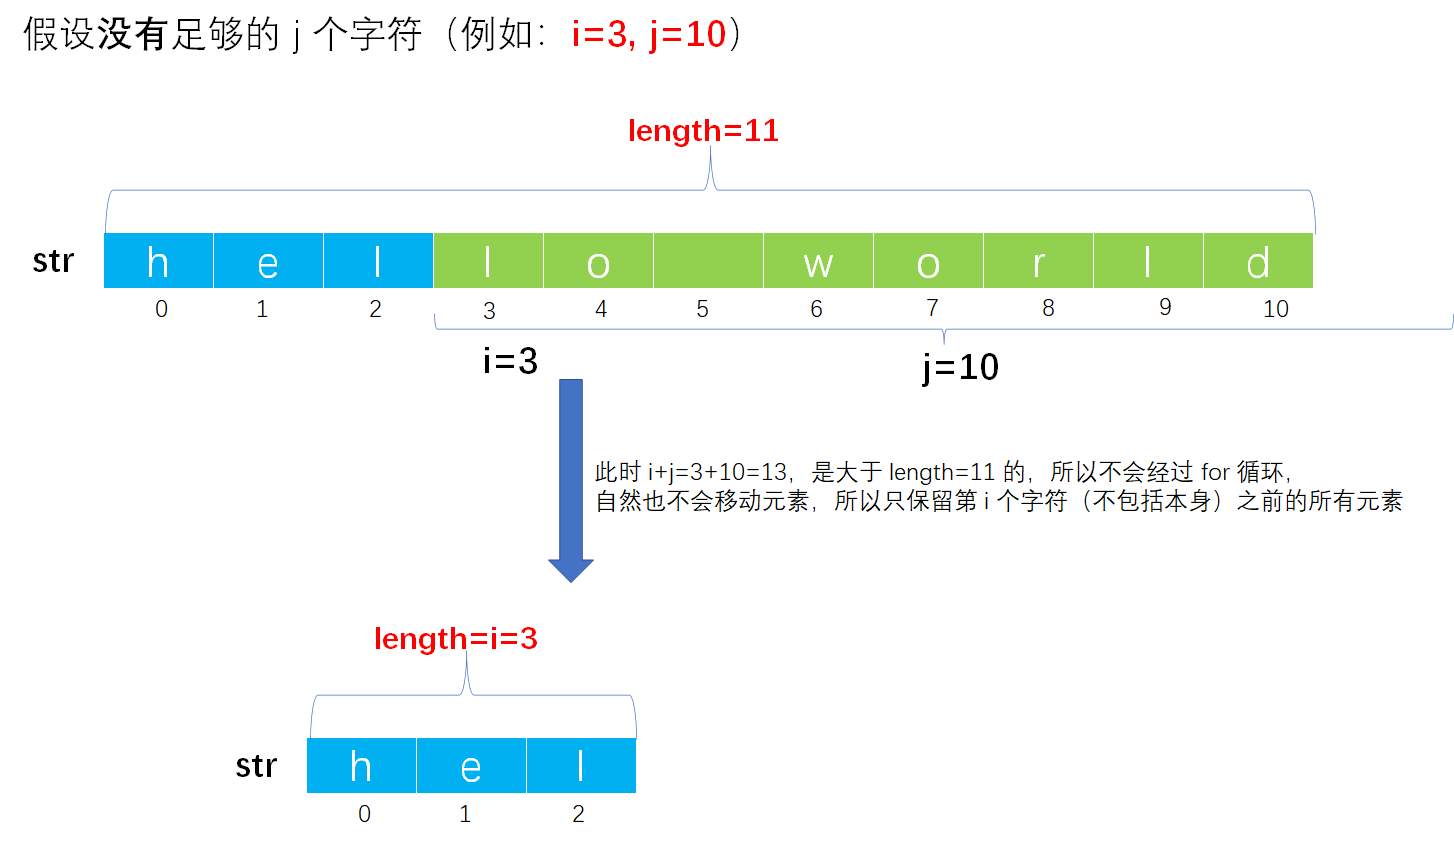 假设没有足够的 j 个字符（例如：i=3, j=10）
length=11
str h e l l o w o r l d
0 1 2 3 4 5 6 7 8 9 10
i=3 j=10
此时 i+j=3+10=13，是大于 length=11 的，所以不会经过 for 循环，
自然也不会移动元素，所以只保留第 i 个字符（不包括本身）之前的所有元素
length=i=3
str h e l
0 1 2